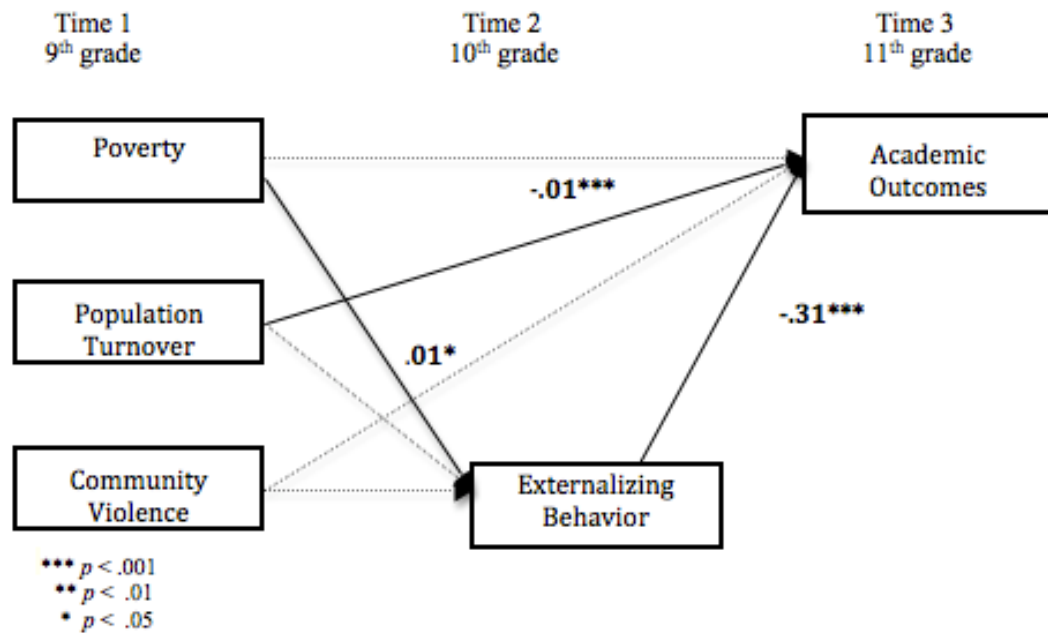 Time 1
9th grade
Time 2
10th grade
Time 3
11th grade
Poverty
Academic
Outcomes
-.01***
Population
Turnover
-.31***
.01*
Community
Violence
Externalizing
Behavior
*** p < .001
** p < .01
* p < .05